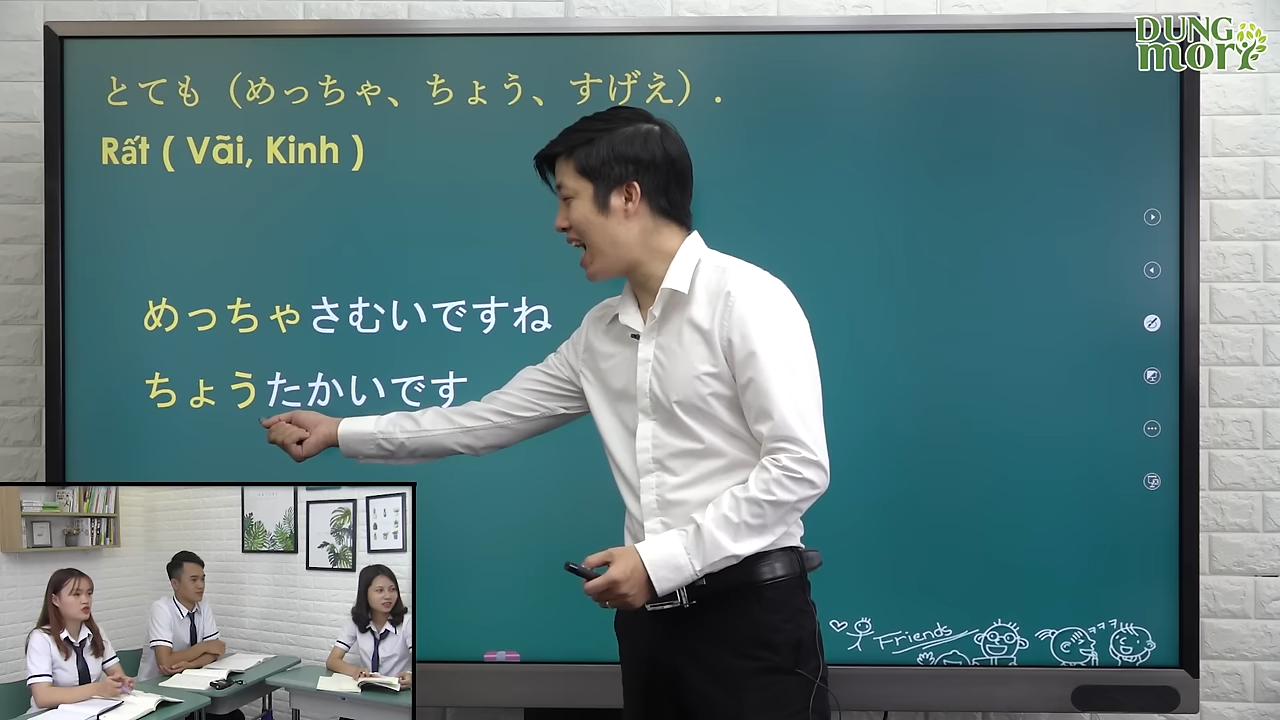 とても（めっちゃ、ちょう、すげえ）.
Rất ( Vãi, Kinh )
めっちゃさむいですね
ちょうたかいです
Friends
DUNG
mori